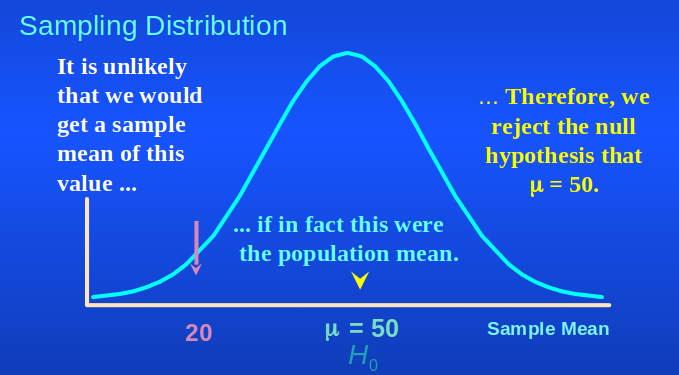 Sampling Distribution
It is unlikely
that we would
get a sample
mean of this
value ...
... Therefore, we
reject the null
hypothesis that
μ = 50.
... if in fact this were
the population mean.
20
μ = 50
H0
Sample Mean